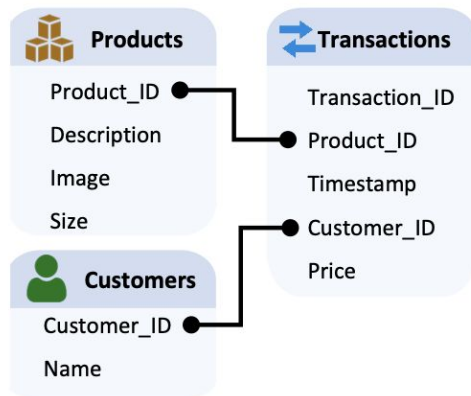 Products
Product_ID
Description
Image
Size
Customers
Customer_ID
Name
Transactions
Transaction_ID
Product_ID
Timestamp
Customer_ID
Price